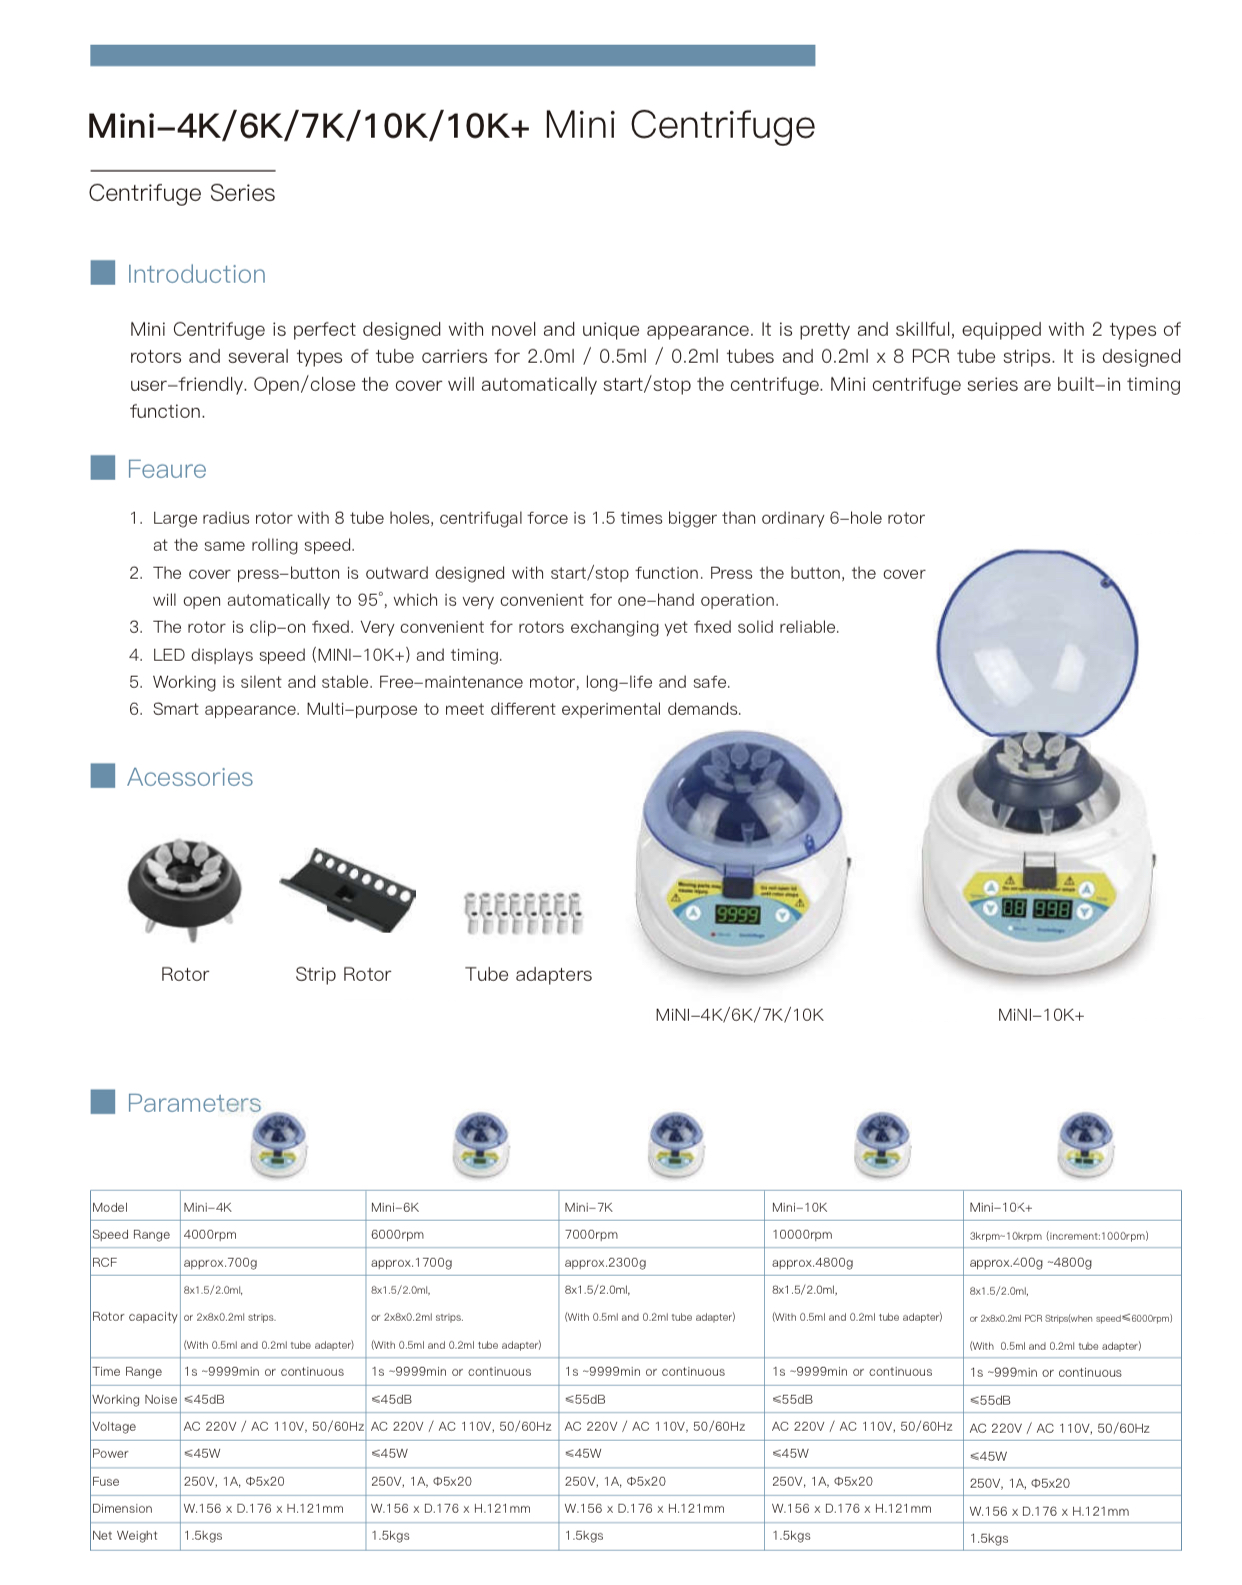 Mini-4K/6K/7K/10K/10K+ Mini Centrifuge
Centrifuge Series
Introduction
Mini Centrifuge is perfect designed with novel and unique appearance. It is pretty and skillful, equipped with 2 types of
rotors and several types of tube carriers for 2.0ml / 0.5ml / 0.2ml tubes and 0.2ml x 8 PCR tube strips. It is designed
user-friendly. Open/close the cover will automatically start/stop the centrifuge. Mini centrifuge series are built-in timing
function.
Feaure
1. Large radius rotor with 8 tube holes, centrifugal force is 1.5 times bigger than ordinary 6-hole rotor
at the same rolling speed.
2. The cover press-button is outward designed with start/stop function. Press the button, the cover
will open automatically to 95°, which is very convenient for one-hand operation.
3. The rotor is clip-on fixed. Very convenient for rotors exchanging yet fixed solid reliable.
4. LED displays speed (MINI-10K+) and timing.
5. Working is silent and stable. Free-maintenance motor, long-life and safe.
6. Smart appearance. Multi-purpose to meet different experimental demands.
Acessories
Rotor
Strip Rotor
Tube adapters
9999
08 998
MiNI-4K/6K/7K/10K
MiNI-10K+
Parameters
Model Mini-4K Mini-6K Mini-7K Mini-10K Mini-10K+
Speed Range 4000rpm 6000rpm 7000rpm 10000rpm 3krpm~10krpm (increment:1000rpm)
RCF approx.700g approx.1700g approx.2300g approx.4800g approx.400g ~4800g
8x1.5/2.0ml, 8x1.5/2.0ml, 8x1.5/2.0ml, 8x1.5/2.0ml, 8x1.5/2.0ml,
Rotor capacity or 2x8x0.2ml strips. or 2x8x0.2ml strips. (With 0.5ml and 0.2ml tube adapter) (With 0.5ml and 0.2ml tube adapter) or 2x8x0.2ml PCR Strips(when speed≤6000rpm)
(With 0.5ml and 0.2ml tube adapter) (With 0.5ml and 0.2ml tube adapter) (With 0.5ml and 0.2ml tube adapter)
Time Range 1s ~9999min or continuous 1s ~9999min or continuous 1s ~9999min or continuous 1s ~9999min or continuous 1s ~999min or continuous
Working Noise ≤45dB ≤45dB ≤55dB ≤55dB ≤55dB
Voltage AC 220V / AC 110V, 50/60Hz AC 220V / AC 110V, 50/60Hz AC 220V / AC 110V, 50/60Hz AC 220V / AC 110V, 50/60Hz AC 220V / AC 110V, 50/60Hz
Power ≤45W ≤45W ≤45W ≤45W ≤45W
Fuse 250V, 1A, Φ5x20 250V, 1A, Φ5x20 250V, 1A, Φ5x20 250V, 1A, Φ5x20 250V, 1A, Φ5x20
Dimension W.156 x D.176 x H.121mm W.156 x D.176 x H.121mm W.156 x D.176 x H.121mm W.156 x D.176 x H.121mm W.156 x D.176 x H.121mm
Net Weight 1.5kgs 1.5kgs 1.5kgs 1.5kgs 1.5kgs